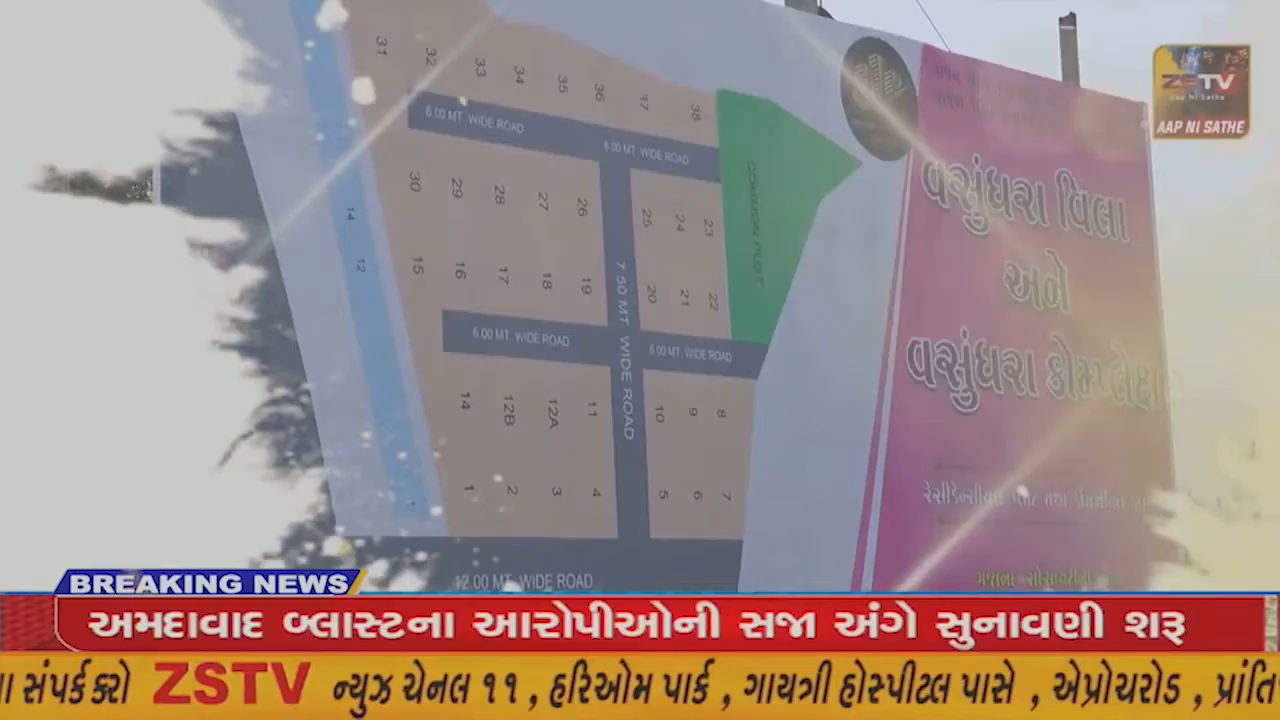 31 32 33 34 35 36 37 38
6.00 MT. WIDE ROAD
6.00 MT. WIDE ROAD
30 29 28 27 26 25 24 23
COMMON PLOT
14
12
15 16 17 18 19 20 21 22
7.50 MT. WIDE ROAD
6.00 MT. WIDE ROAD
6.00 MT. WIDE ROAD
14 12B 12A 11 10 9 8
1 2 3 4 5 6 7
12.00 MT. WIDE ROAD
વસુંધરા વિલા
અને
વસુંધરા કોમ્પલેક્ષ
ZSTV
Aap Ni Sathe
AAP NI SATHE
BREAKING NEWS
અમદાવાદ બ્લાસ્ટના આરોપીઓની સજા અંગે સુનાવણી શરૂ
સંપર્ક કરો ZSTV ન્યુઝ ચેનલ ૧૧ , હરિઓમ પાર્ક , ગાયત્રી હોસ્પીટલ પાસે , એપ્રોચરોડ , પ્રાંતિ